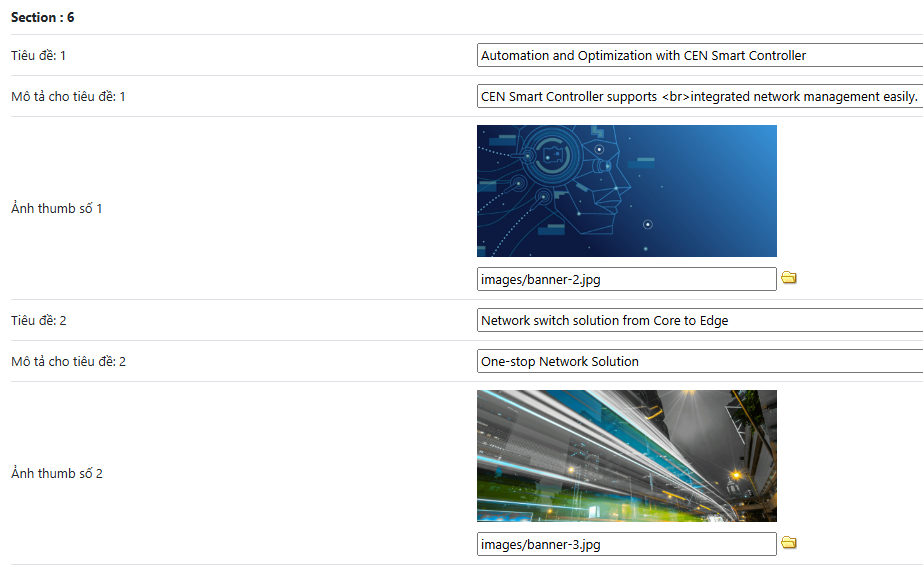 Section : 6
Tiêu đề: 1
Automation and Optimization with CEN Smart Controller
Mô tả cho tiêu đề: 1
CEN Smart Controller supports <br>integrated network management easily.
Ảnh thumb số 1
images/banner-2.jpg
Tiêu đề: 2
Network switch solution from Core to Edge
Mô tả cho tiêu đề: 2
One-stop Network Solution
Ảnh thumb số 2
images/banner-3.jpg